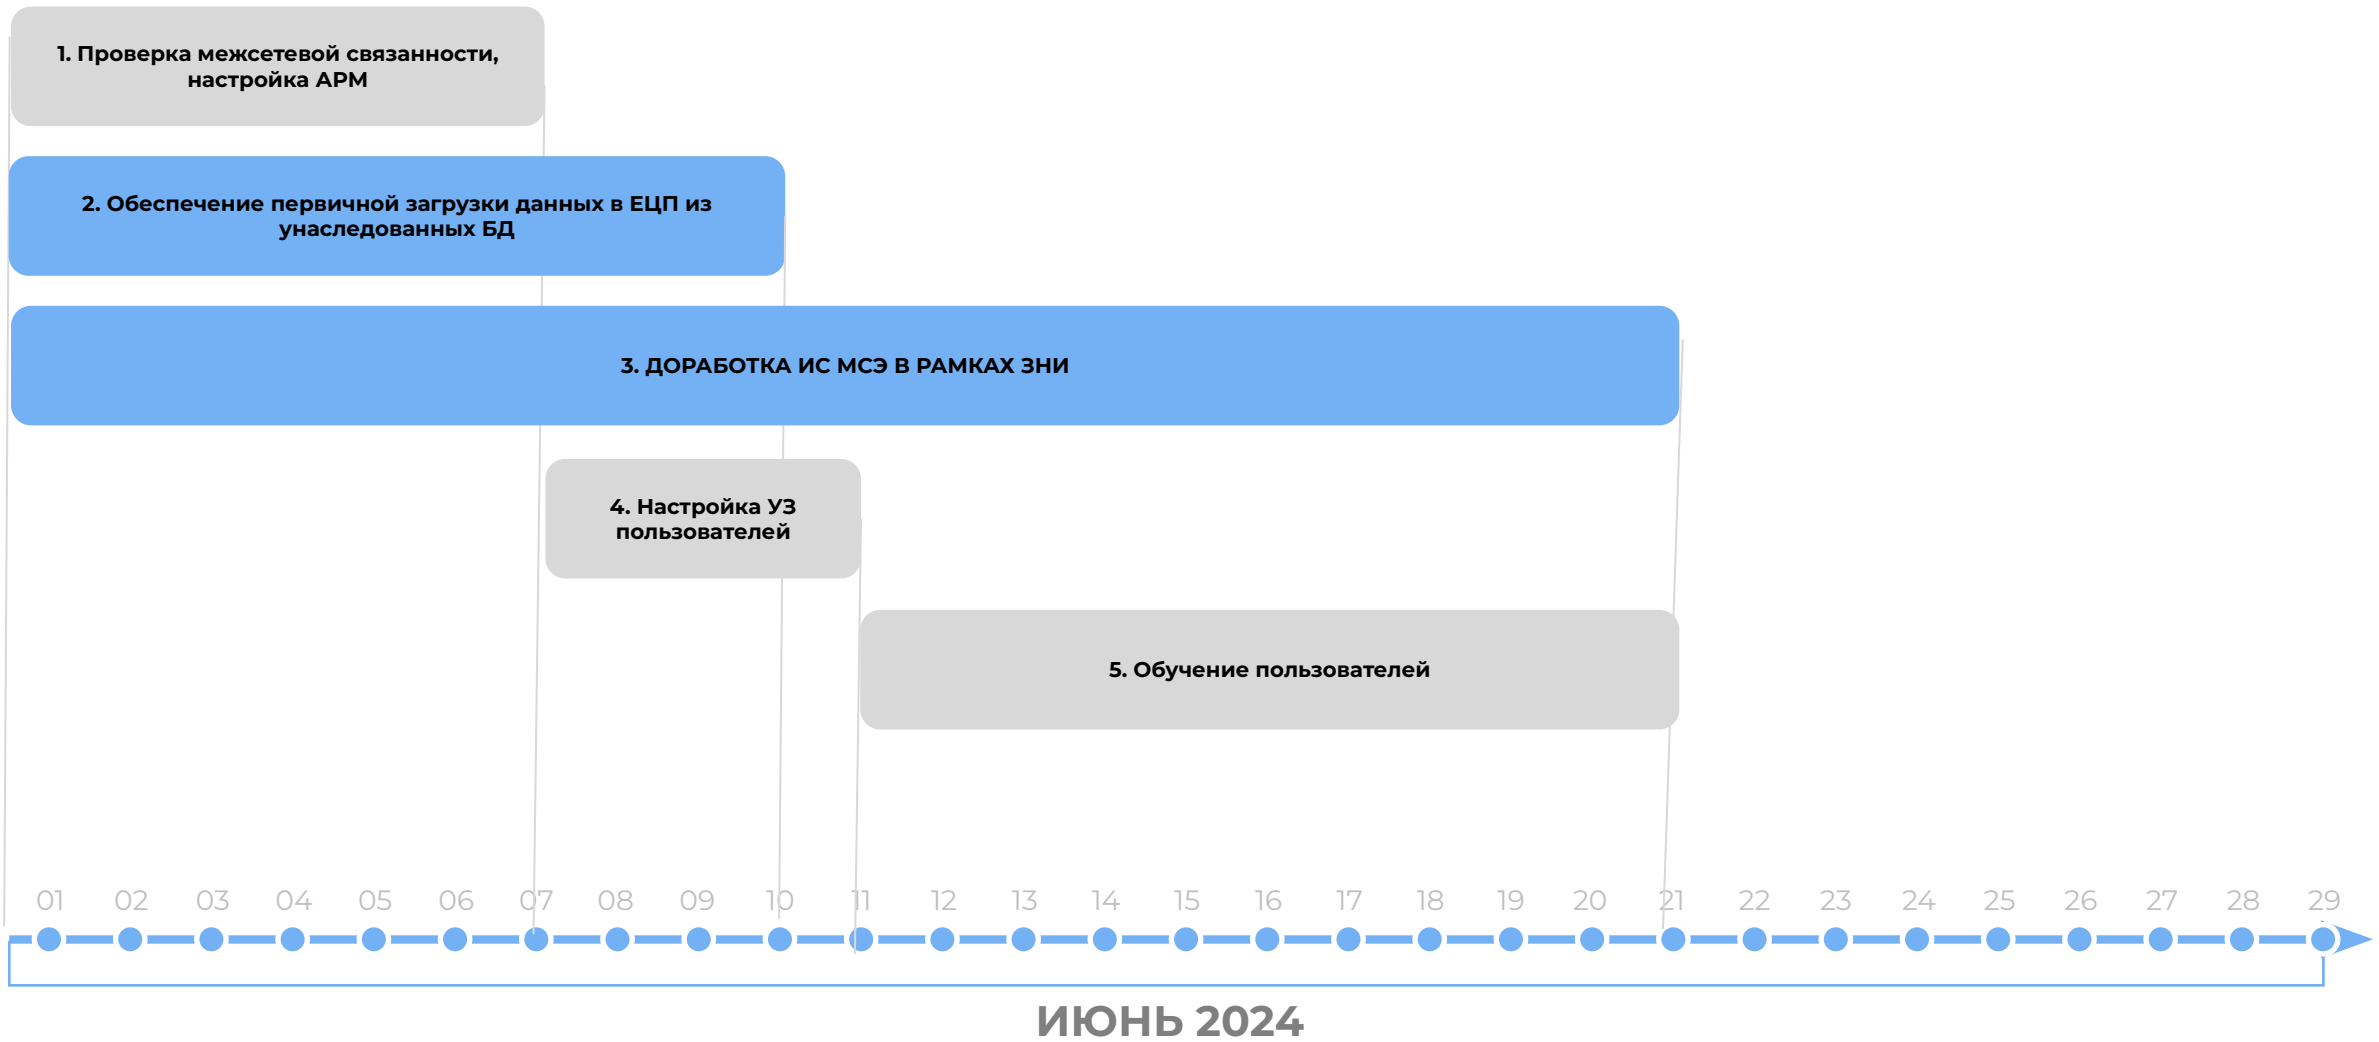 1. Проверка межсетевой связанности,
настройка АРМ
2. Обеспечение первичной загрузки данных в ЕЦП из
унаследованных БД
3. ДОРАБОТКА ИС МСЭ В РАМКАХ ЗНИ
4. Настройка УЗ
пользователей
5. Обучение пользователей
01 02 03 04 05 06 07 08 09 10 11 12 13 14 15 16 17 18 19 20 21 22 23 24 25 26 27 28 29
ИЮНЬ 2024